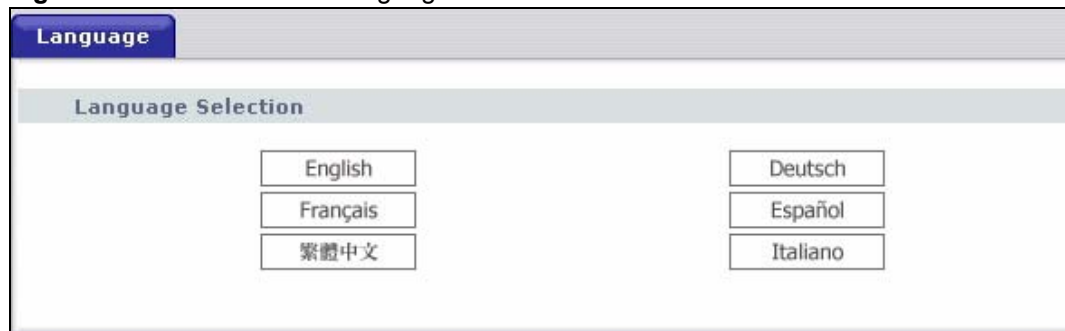 Language
Language Selection
English Deutsch
Français Español
繁體中文 Italiano